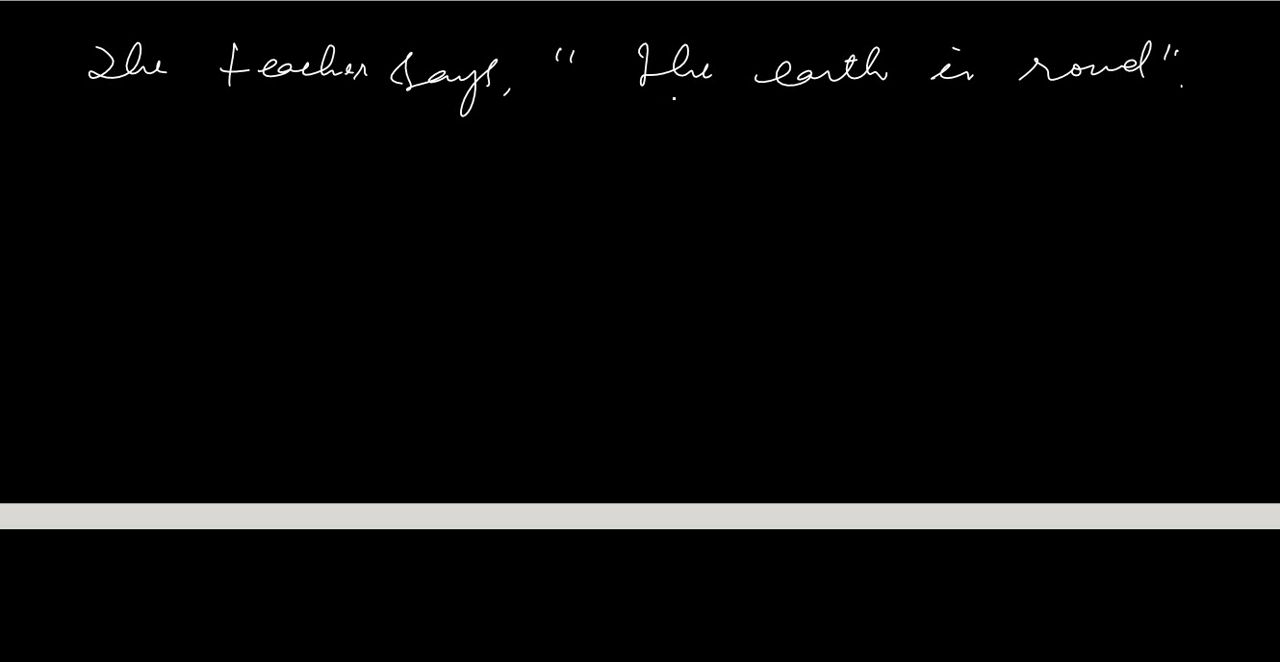 The teacher says, " The earth is round".